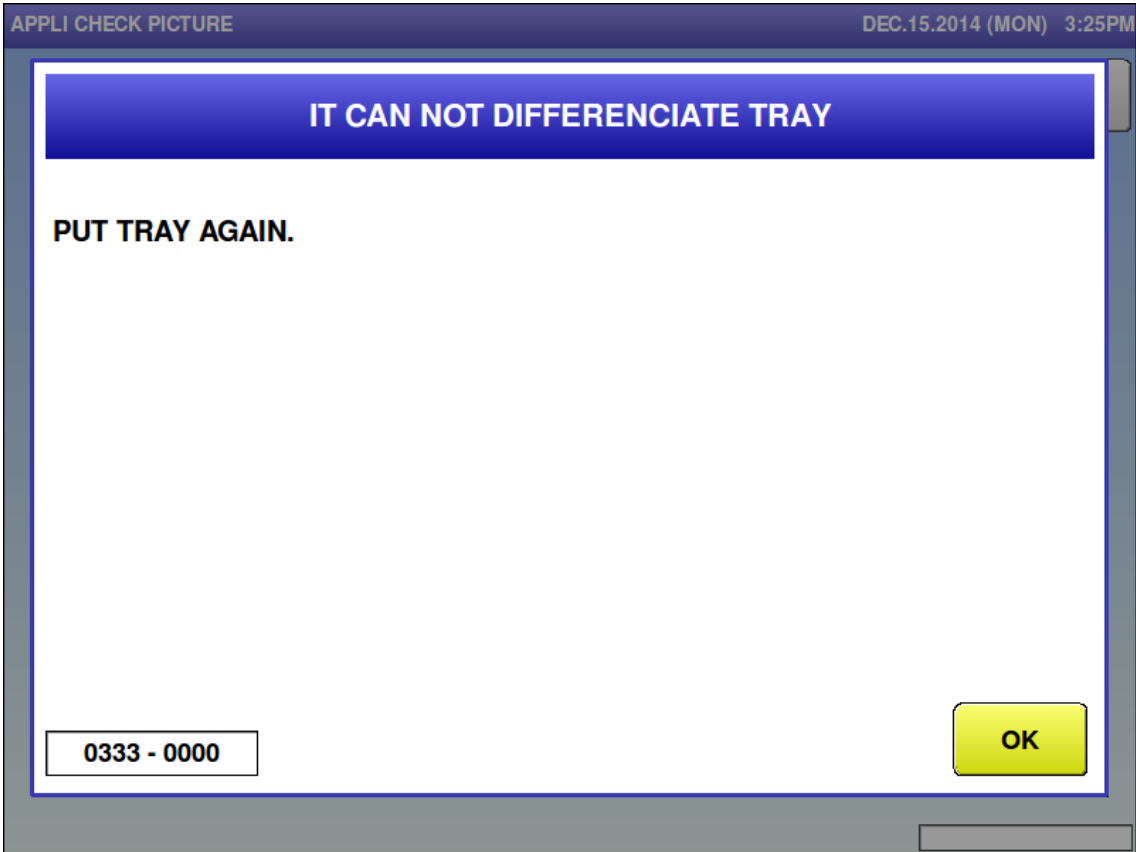 APPLI CHECK PICTURE DEC.15.2014 (MON) 3:25PM
IT CAN NOT DIFFERENCIATE TRAY
PUT TRAY AGAIN.
0333 - 0000
OK